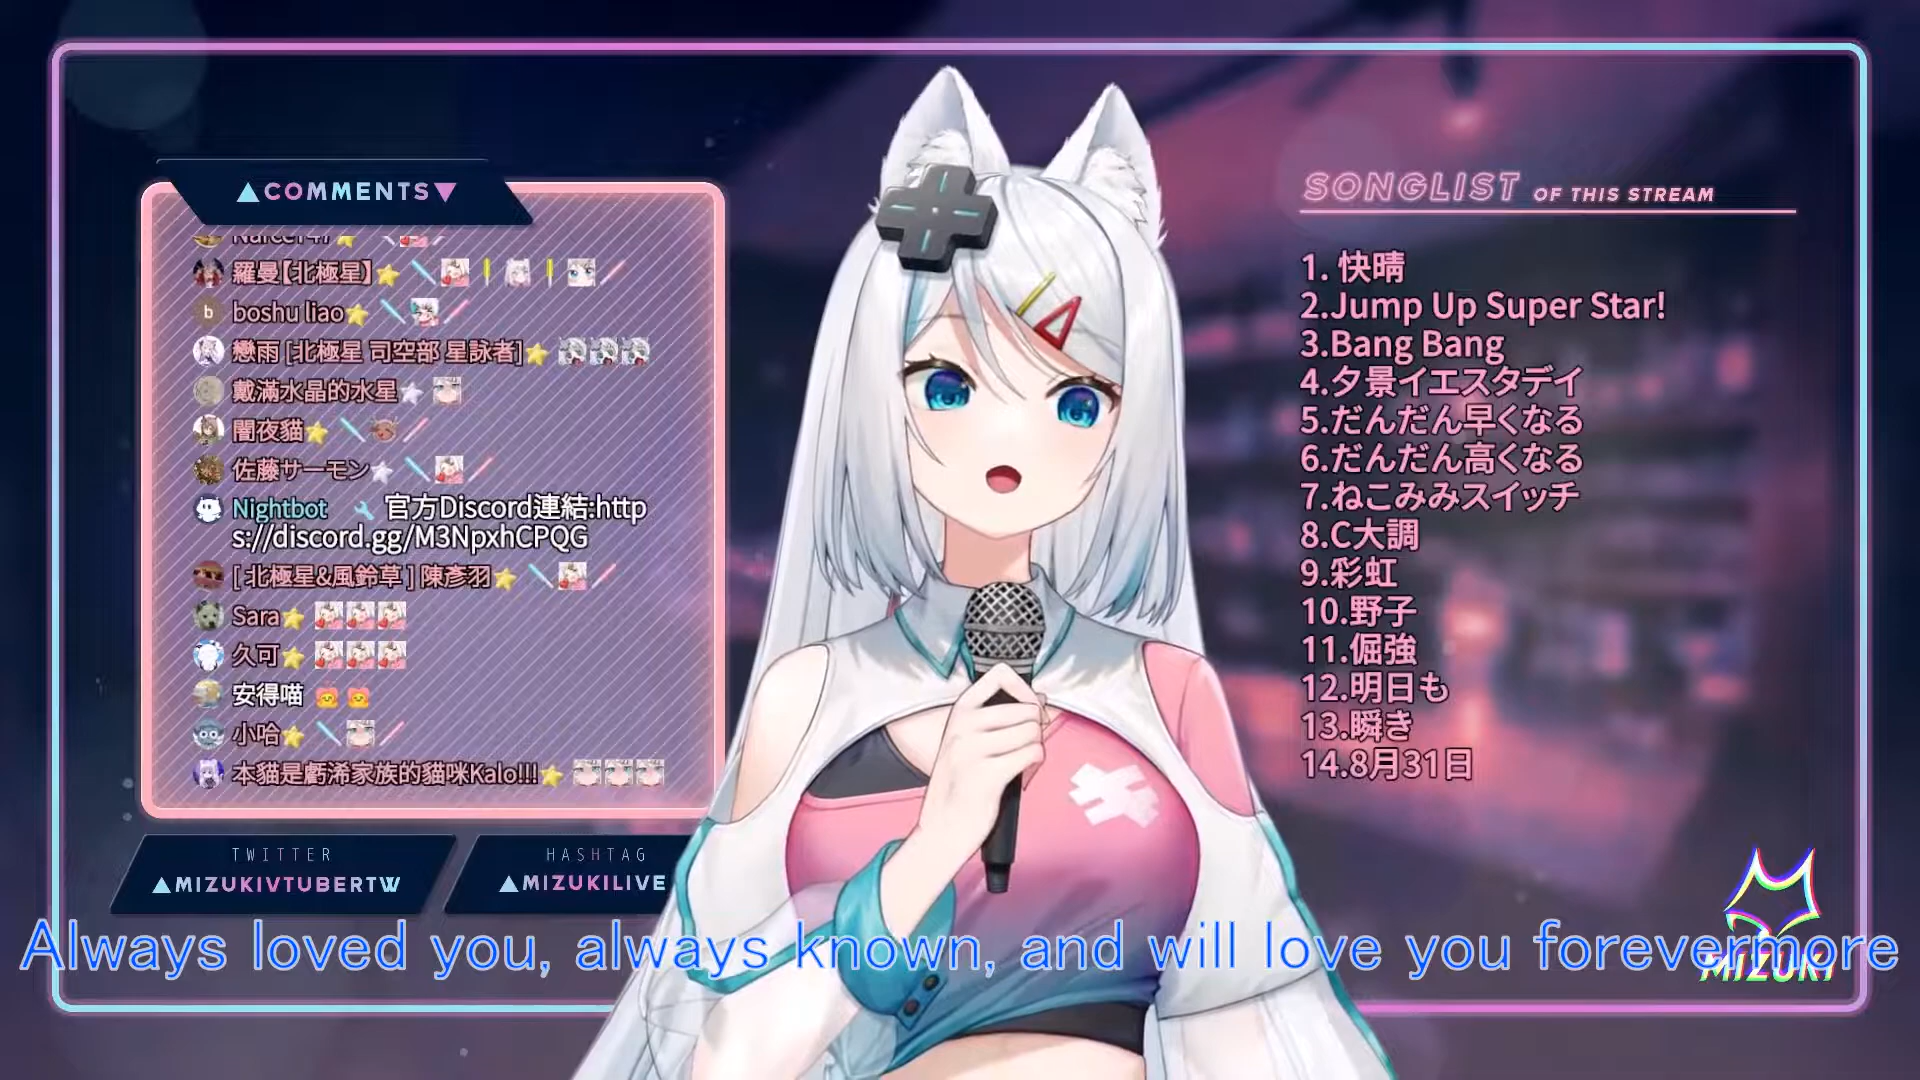 ▲COMMENTS▼
羅曼【北極星】
b boshu liao
戀雨 [北極星 司空部 星詠者]
戴滿水晶的水星
闇夜貓
佐藤サーモン
Nightbot 官方Discord連結:http
s://discord.gg/M3NpxhCPQG
[ 北極星&風鈴草 ] 陳彥羽
Sara
久可
安得喵
小哈
本貓是虧浠家族的貓咪Kalo!!!
TWITTER
▲MIZUKIVTUBERTW
HASHTAG
▲MIZUKILIVE
SONGLIST OF THIS STREAM
1. 快晴
2.Jump Up Super Star!
3.Bang Bang
4.夕景イエスタデイ
5.だんだん早くなる
6.だんだん高くなる
7.ねこみみスイッチ
8.C大調
9.彩虹
10.野子
11.倔強
12.明日も
13.瞬き
14.8月31日
Always loved you, always known, and will love you forevermore
MIZUKI